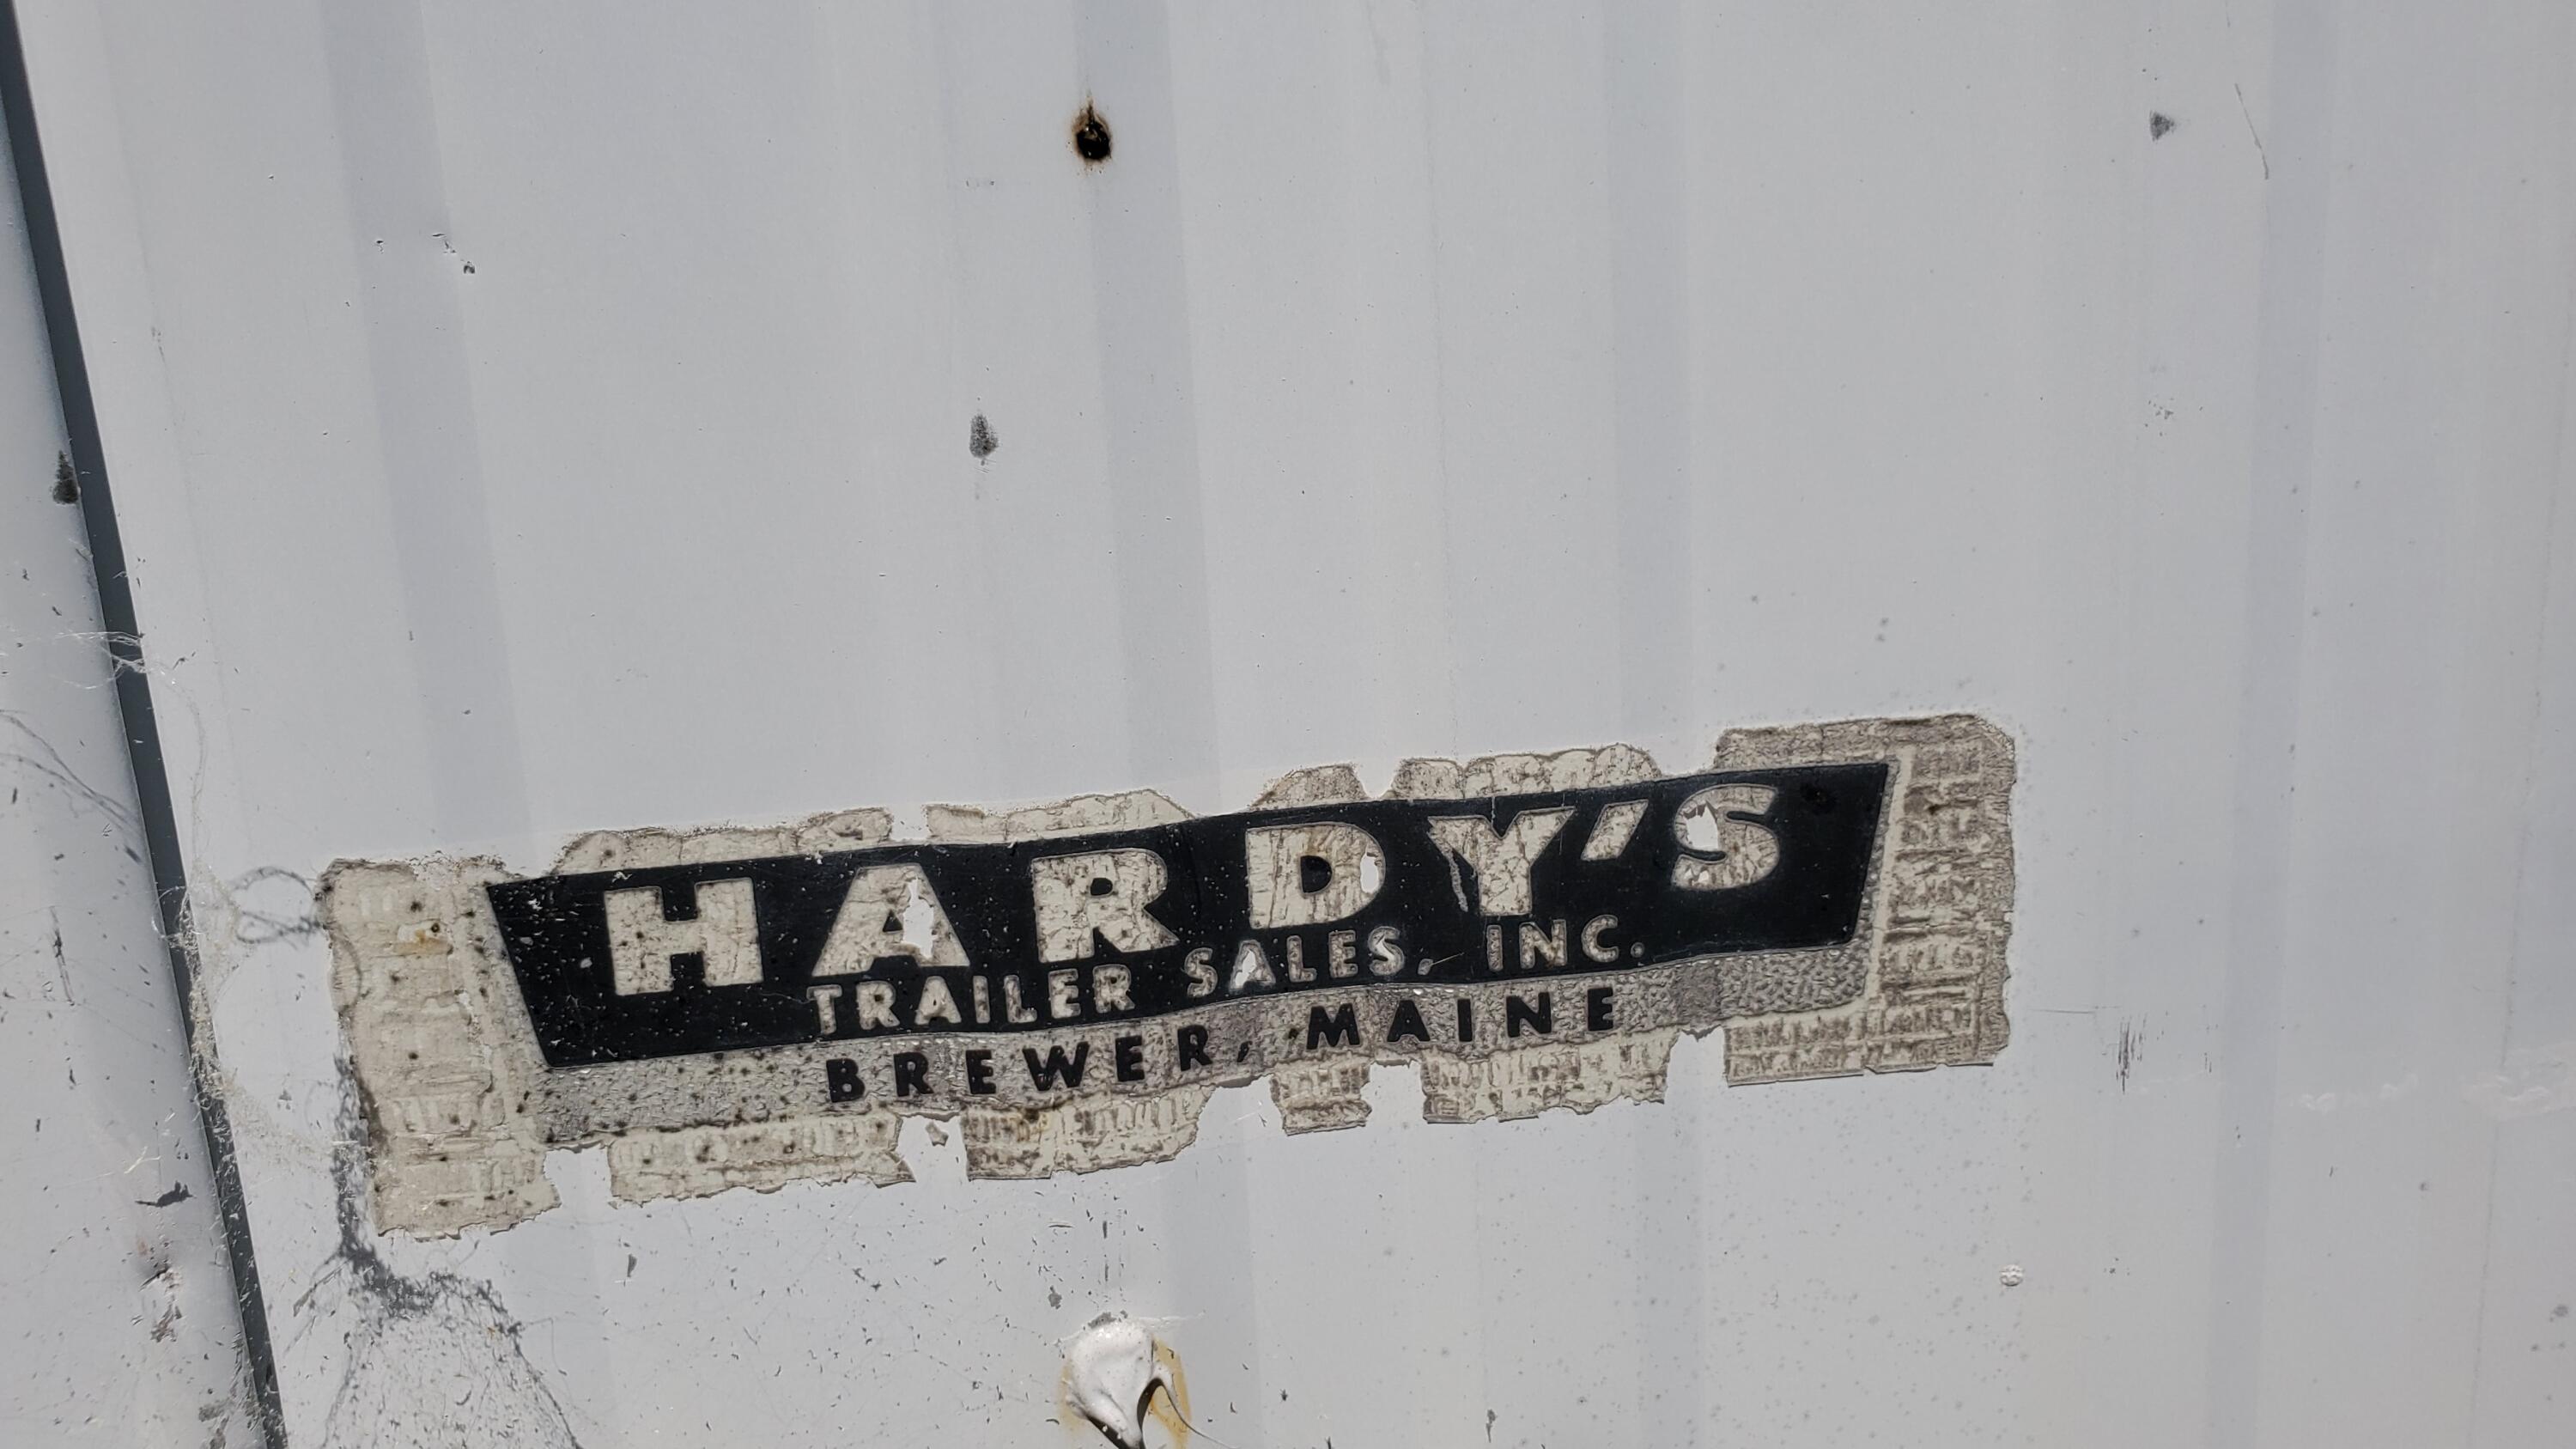 HARDY'S
TRAILER SALES, INC.
BREWER, MAINE